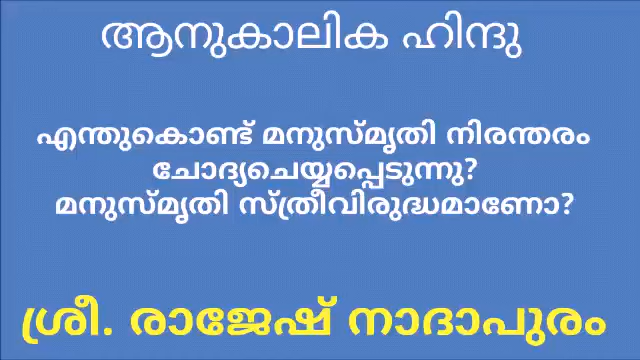 ആനുകാലിക ഹിന്ദു
എന്തുകൊണ്ട് മനുസ്മൃതി നിരന്തരം
ചോദ്യചെയ്യപ്പെടുന്നു?
മനുസ്മൃതി സ്ത്രീവിരുദ്ധമാണോ?
ശ്രീ. രാജേഷ് നാദാപുരം